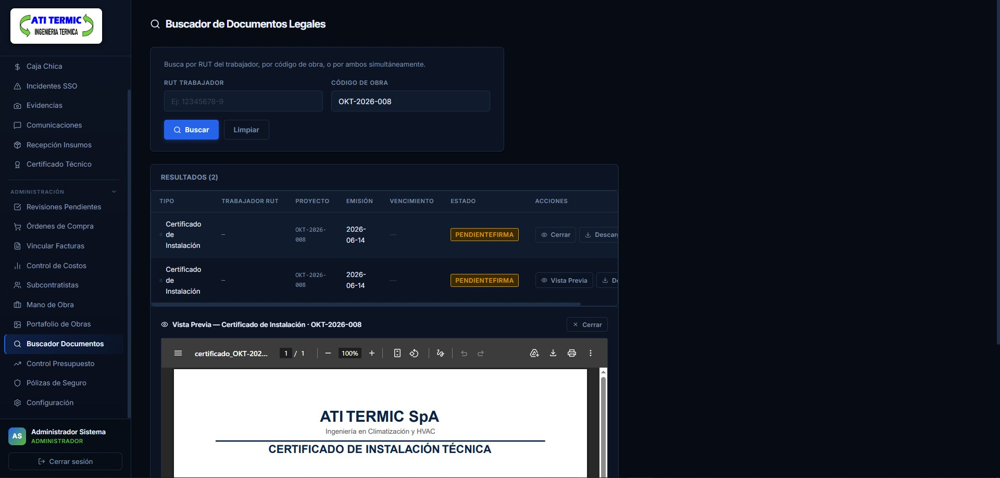 ATI TERMIC
INGENIERIA TERMICA
Caja Chica
Incidentes SSO
Evidencias
Comunicaciones
Recepción Insumos
Certificado Técnico
ADMINISTRACIÓN
Revisiones Pendientes
Órdenes de Compra
Vincular Facturas
Control de Costos
Subcontratistas
Mano de Obra
Portafolio de Obras
Buscador Documentos
Control Presupuesto
Pólizas de Seguro
Configuración
AS
Administrador Sistema
ADMINISTRADOR
Cerrar sesión
Buscador de Documentos Legales
Busca por RUT del trabajador, por código de obra, o por ambos simultáneamente.
RUT TRABAJADOR CÓDIGO DE OBRA
Ej: 12345678-9 OKT-2026-008
Buscar Limpiar
RESULTADOS (2)
TIPO TRABAJADOR RUT PROYECTO EMISIÓN VENCIMIENTO ESTADO ACCIONES
Certificado
de
Instalación
–
OKT-2026-
008
2026-
06-14
—
PENDIENTEFIRMA
Cerrar Descarg
Certificado
de
Instalación
–
OKT-2026-
008
2026-
06-14
—
PENDIENTEFIRMA
Vista Previa De
Vista Previa — Certificado de Instalación · OKT-2026-008 Cerrar
certificado_OKT-202... 1 / 1 100%
ATI TERMIC SpA
Ingeniería en Climatización y HVAC
CERTIFICADO DE INSTALACIÓN TÉCNICA